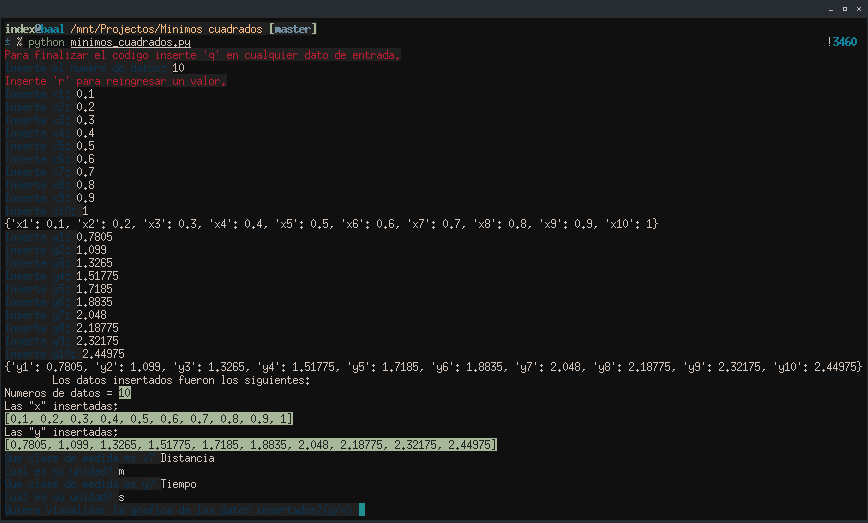 index@baal /mnt/Projectos/Minimos cuadrados [master]
± % python minimos_cuadrados.py !3460
Para finalizar el codigo inserte 'q' en cualquier dato de entrada.
Inserte el numero de datos: 10
Inserte 'r' para reingresar un valor.
Inserte x1: 0.1
Inserte x2: 0.2
Inserte x3: 0.3
Inserte x4: 0.4
Inserte x5: 0.5
Inserte x6: 0.6
Inserte x7: 0.7
Inserte x8: 0.8
Inserte x9: 0.9
Inserte x10: 1
{'x1': 0.1, 'x2': 0.2, 'x3': 0.3, 'x4': 0.4, 'x5': 0.5, 'x6': 0.6, 'x7': 0.7, 'x8': 0.8, 'x9': 0.9, 'x10': 1}
Inserte y1: 0.7805
Inserte y2: 1.099
Inserte y3: 1.3265
Inserte y4: 1.51775
Inserte y5: 1.7185
Inserte y6: 1.8835
Inserte y7: 2.048
Inserte y8: 2.18775
Inserte y9: 2.32175
Inserte y10: 2.44975
{'y1': 0.7805, 'y2': 1.099, 'y3': 1.3265, 'y4': 1.51775, 'y5': 1.7185, 'y6': 1.8835, 'y7': 2.048, 'y8': 2.18775, 'y9': 2.32175, 'y10': 2.44975}
Los datos insertados fueron los siguientes:
Numeros de datos = 10
Las "x" insertadas:
[0.1, 0.2, 0.3, 0.4, 0.5, 0.6, 0.7, 0.8, 0.9, 1]
Las "y" insertadas:
[0.7805, 1.099, 1.3265, 1.51775, 1.7185, 1.8835, 2.048, 2.18775, 2.32175, 2.44975]
Que clase de medida es x? Distancia
Cual es su unidad? m
Que clase de medida es y? Tiempo
Cual es su unidad? s
Quiere visualizar la grafica de los datos insertados?(y/n)